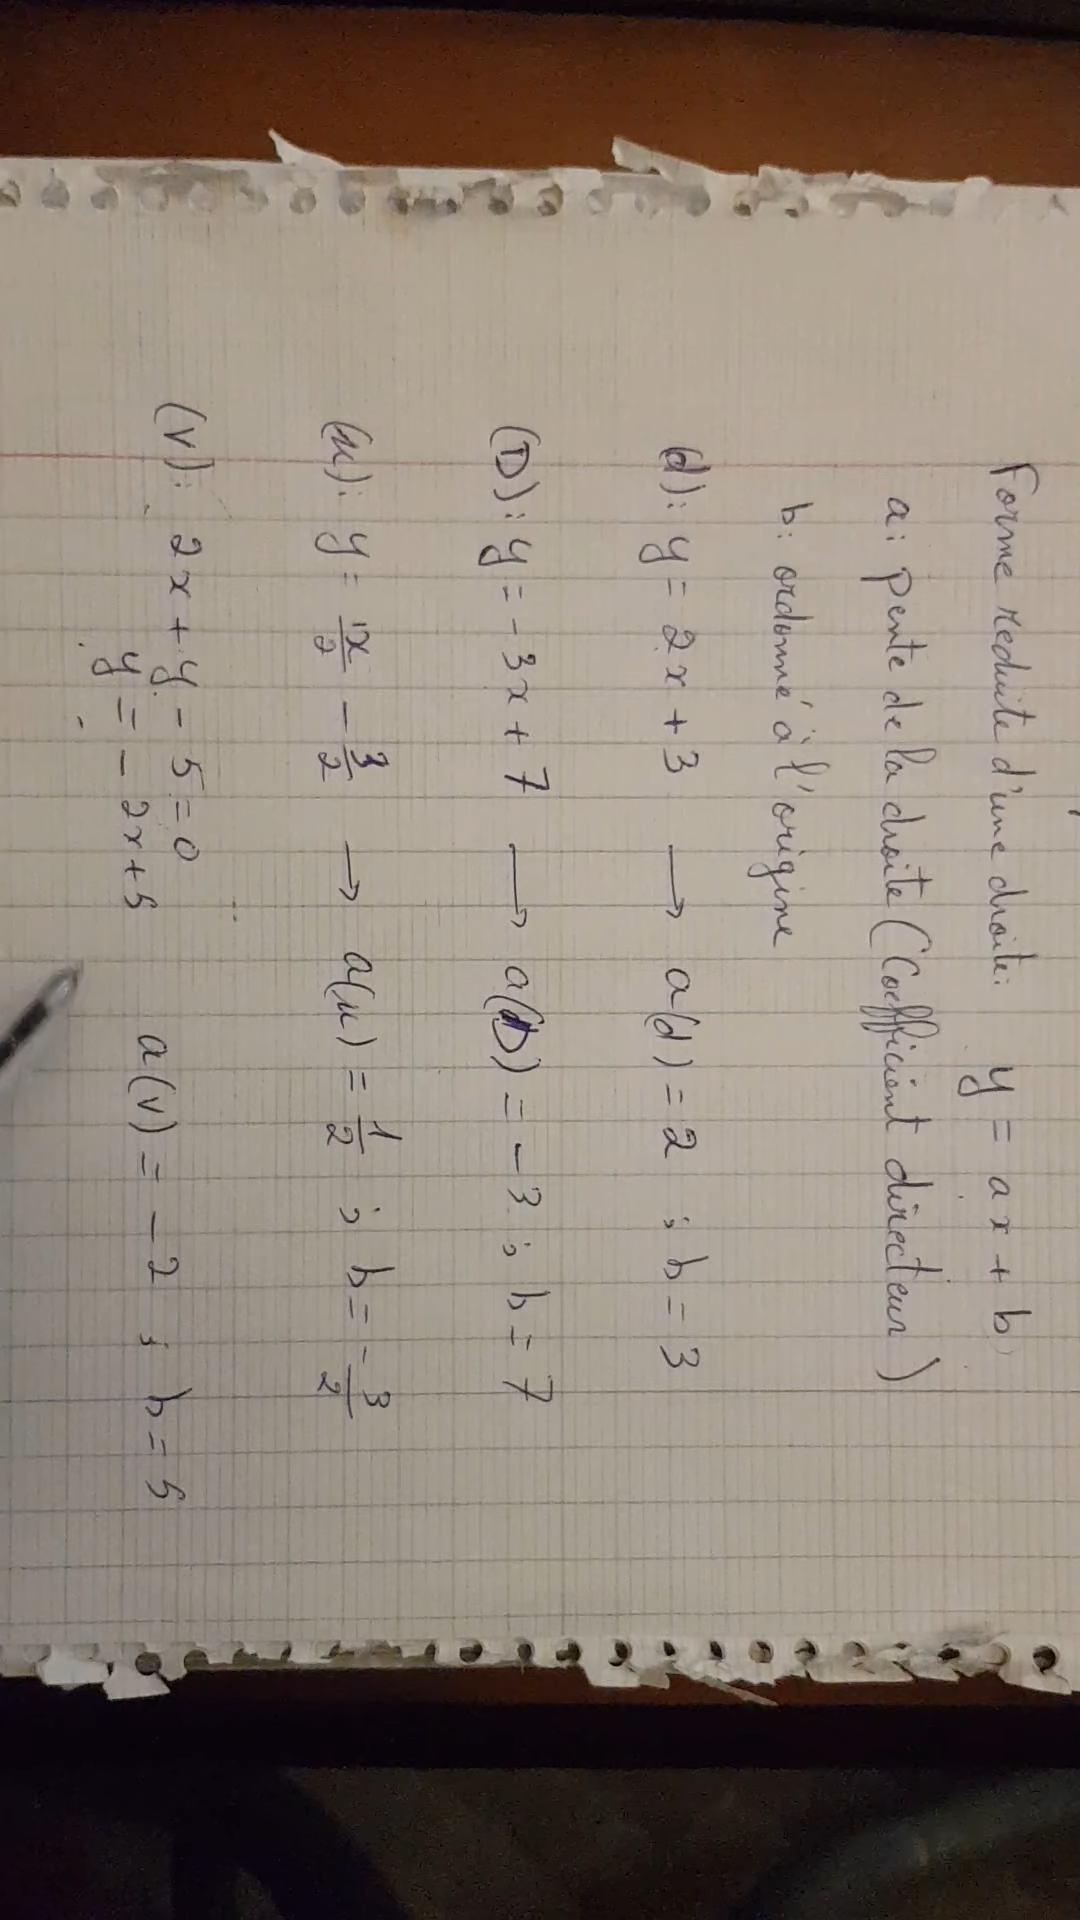 Forme reduite d'une droite: y = ax + b
a: pente de la droite (Coefficient directeur)
b: ordonné à l'origine
(d): y = 2x + 3 → a(d) = 2 ; b = 3
(D): y = -3x + 7 → a(D) = -3 ; b = 7
(u): y = 1x/2 - 3/2 → a(u) = 1/2 ; b = -3/2
(v): 2x + y - 5 = 0
y = -2x + 5 a(v) = -2 ; b = 5